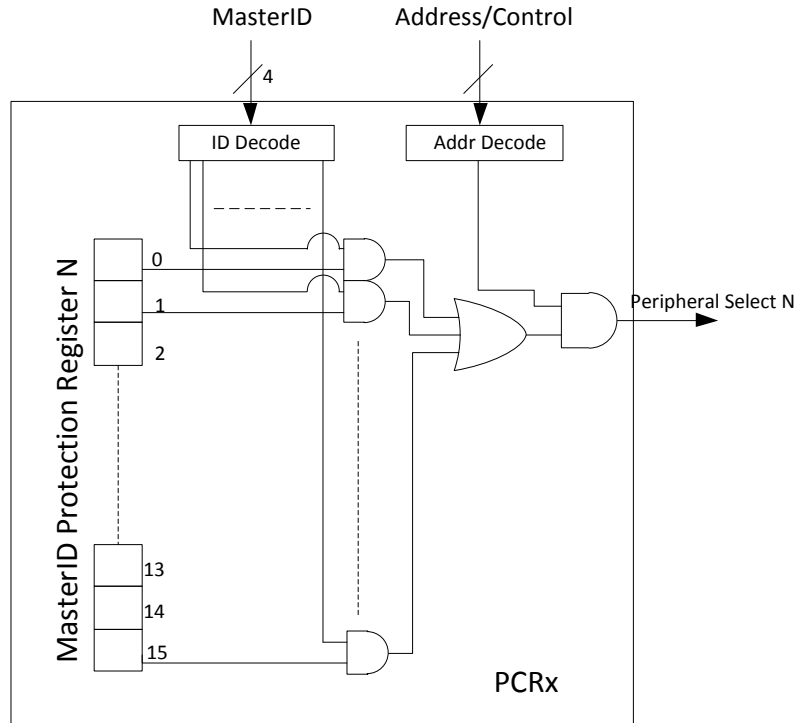 MasterID
Address/Control
4
ID Decode
Addr Decode
MasterID Protection Register N
0
1
2
13
14
15
Peripheral Select N
PCRx